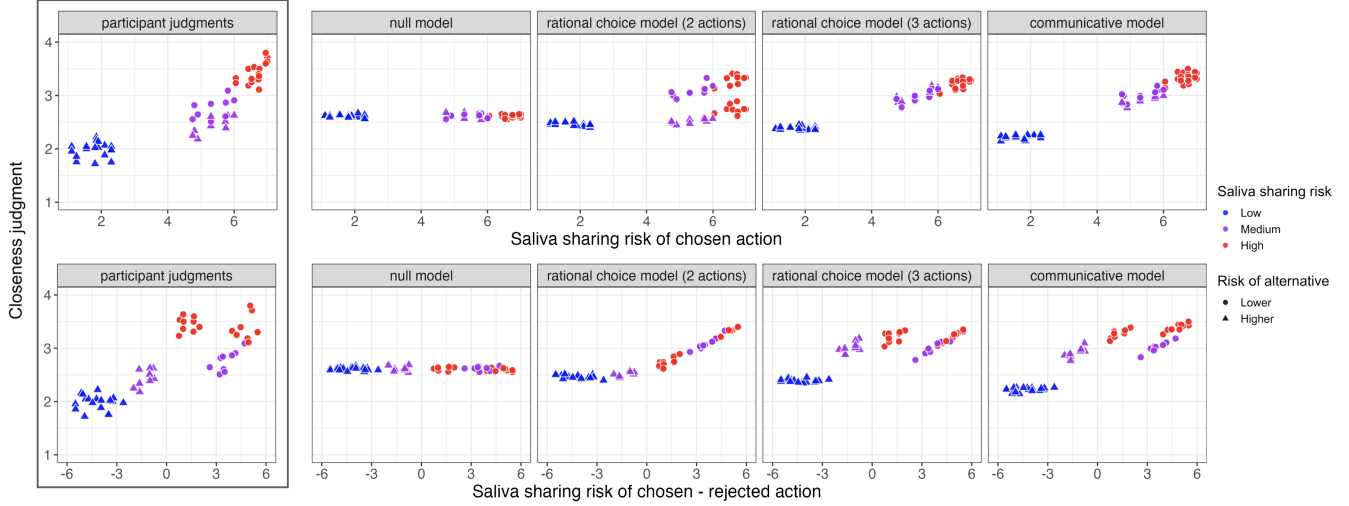 participant judgments
null model
rational choice model (2 actions)
rational choice model (3 actions)
communicative model
4
3
2
1
2 4 6
2 4 6
2 4 6
2 4 6
2 4 6
Saliva sharing risk of chosen action
Closeness judgment
participant judgments
null model
rational choice model (2 actions)
rational choice model (3 actions)
communicative model
4
3
2
1
-6 -3 0 3 6
-6 -3 0 3 6
-6 -3 0 3 6
-6 -3 0 3 6
-6 -3 0 3 6
Saliva sharing risk of chosen - rejected action
Saliva sharing risk
Low
Medium
High
Risk of alternative
Lower
Higher